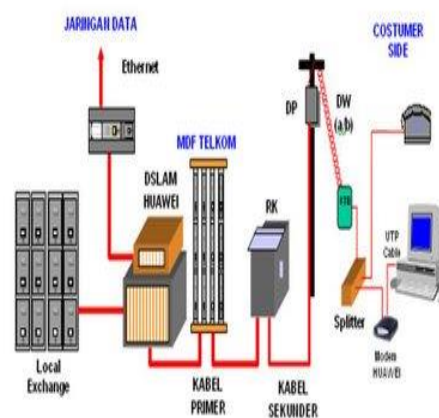 JARINGAN DATA
COSTUMER
SIDE
Ethernet
DP
DW
(a/b)
MDF TELKOM
DSLAM
HUAWEI
RK
UTP
Cable
Splitter
Modem
HUAWEI
Local
Exchange
KABEL
PRIMER
KABEL
SEKUNDER